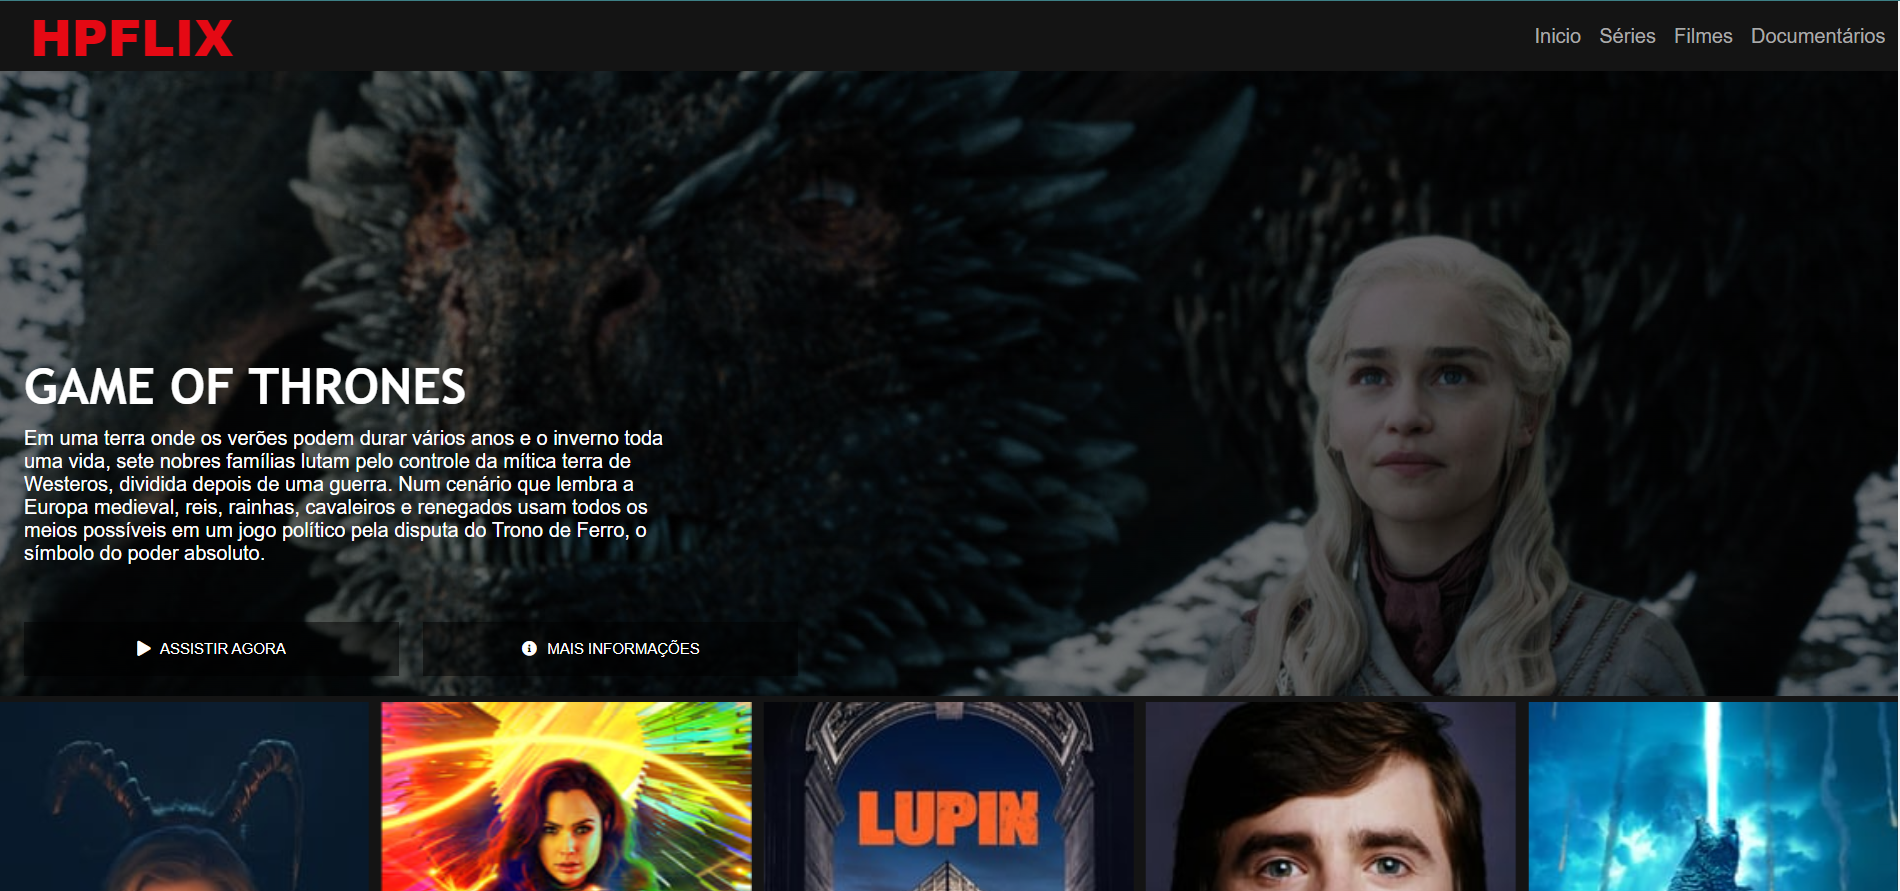 HPFLIX
Inicio Séries Filmes Documentários
GAME OF THRONES
Em uma terra onde os verões podem durar vários anos e o inverno toda
uma vida, sete nobres famílias lutam pelo controle da mítica terra de
Westeros, dividida depois de uma guerra. Num cenário que lembra a
Europa medieval, reis, rainhas, cavaleiros e renegados usam todos os
meios possíveis em um jogo político pela disputa do Trono de Ferro, o
símbolo do poder absoluto.
ASSISTIR AGORA
MAIS INFORMAÇÕES
LUPIN